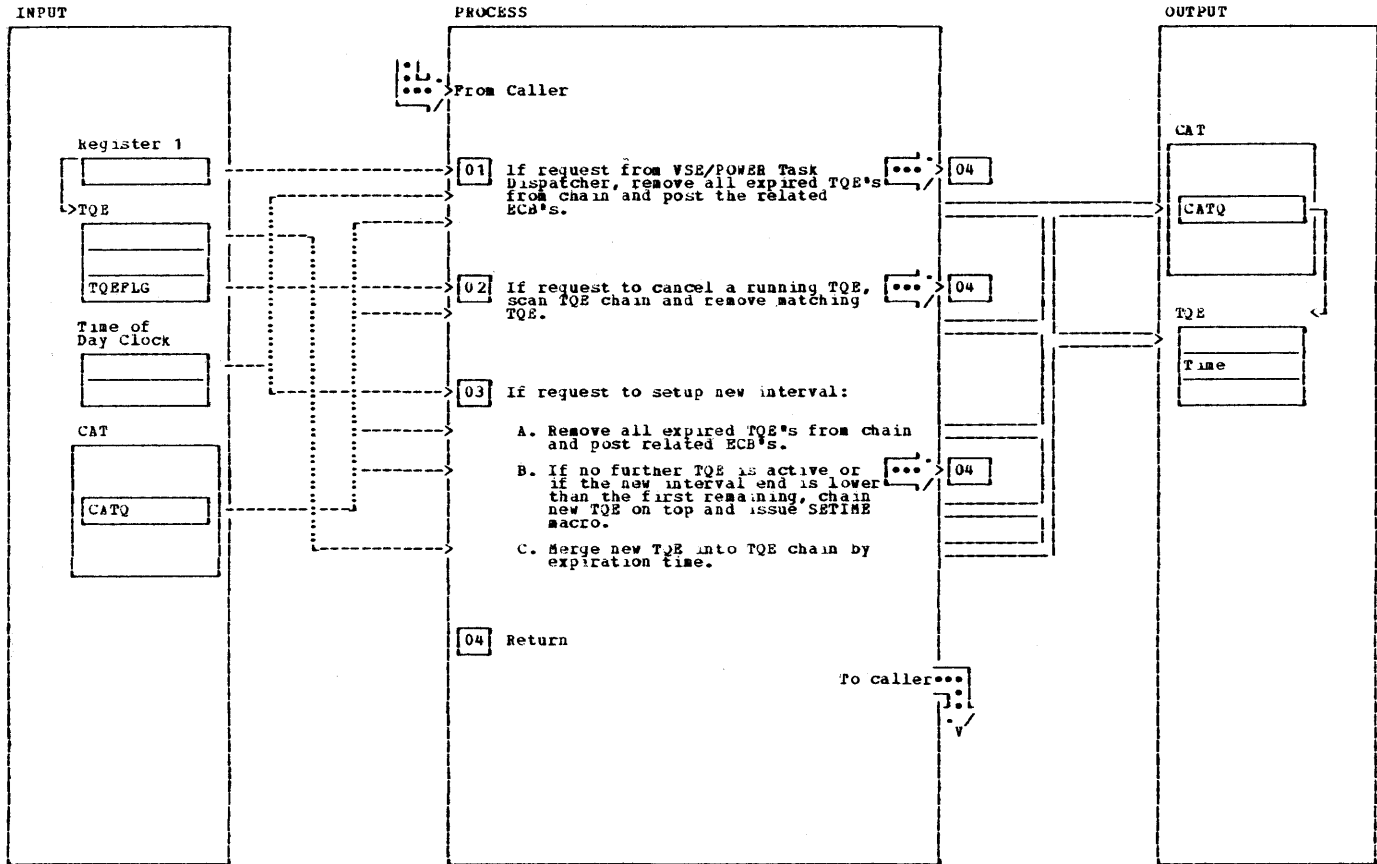 INPUT
PROCESS
OUTPUT
From Caller
Register 1
TQE
TQEFLG
Time of
Day Clock
CAT
CATQ
01 If request from VSE/POWER Task
Dispatcher, remove all expired TQE's
from chain and post the related
ECB's.
04
02 If request to cancel a running TQE,
scan TQE chain and remove matching
TQE.
04
03 If request to setup new interval:
A. Remove all expired TQE's from chain
and post related ECB's.
B. If no further TQE is active or
if the new interval end is lower
than the first remaining, chain
new TQE on top and issue SETIME
macro.
04
C. Merge new TQE into TQE chain by
expiration time.
04 Return
To caller
CAT
CATQ
TQE
Time